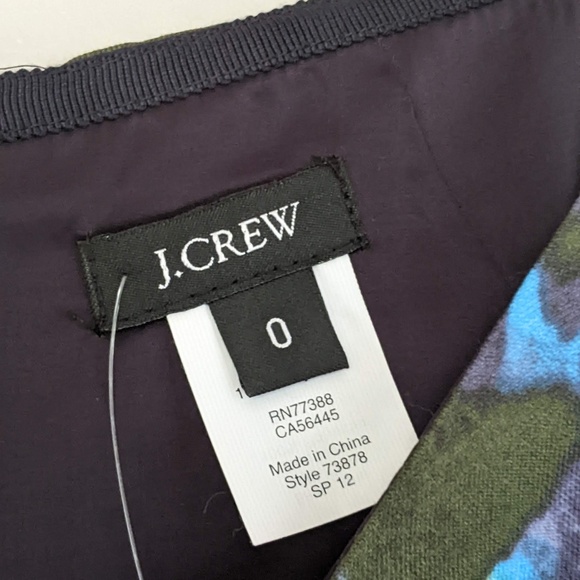 J.CREW
0
RN77388
CA56445
Made in China
Style 73878
SP 12